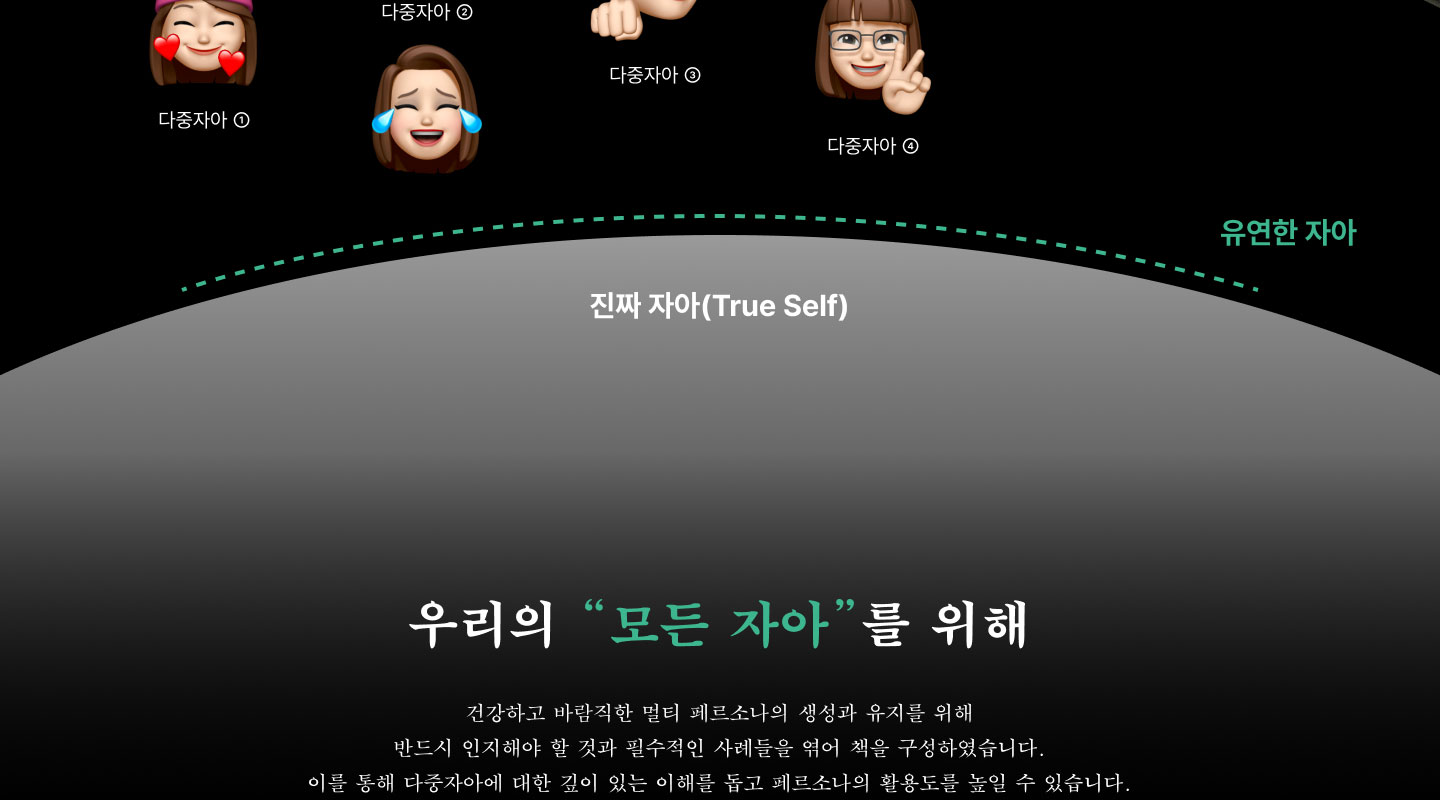 다중자아 ②
다중자아 ③
다중자아 ①
다중자아 ④
유연한 자아
진짜 자아(True Self)
우리의 “모든 자아”를 위해
건강하고 바람직한 멀티 페르소나의 생성과 유지를 위해
반드시 인지해야 할 것과 필수적인 사례들을 엮어 책을 구성하였습니다.
이를 통해 다중자아에 대한 깊이 있는 이해를 돕고 페르소나의 활용도를 높일 수 있습니다.